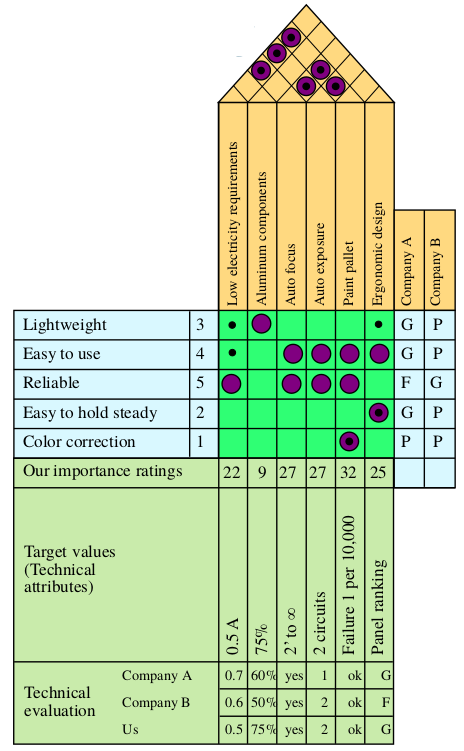 Low electricity requirements
Aluminum components
Auto focus
Auto exposure
Paint pallet
Ergonomic design
Company A
Company B
Lightweight 3 G P
Easy to use 4 G P
Reliable 5 F G
Easy to hold steady 2 G P
Color correction 1 P P
Our importance ratings 22 9 27 27 32 25
Target values
(Technical
attributes)
0.5 A
75%
2’ to ∞
2 circuits
Failure 1 per 10,000
Panel ranking
Technical
evaluation
Company A 0.7 60% yes 1 ok G
Company B 0.6 50% yes 2 ok F
Us 0.5 75% yes 2 ok G